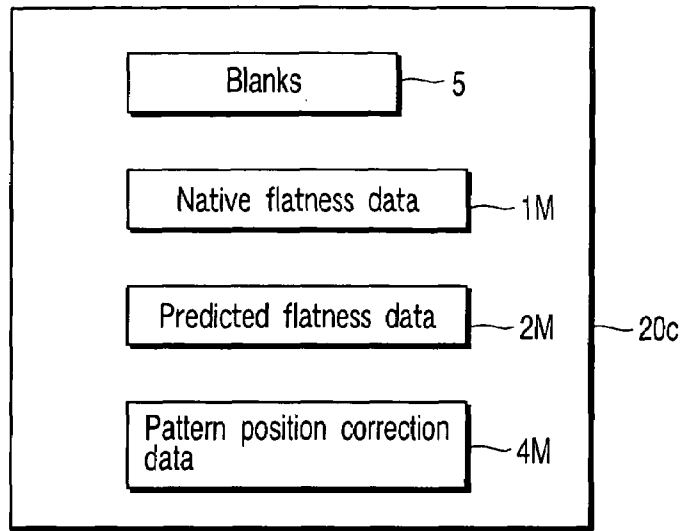 Blanks
5
Native flatness data
1M
Predicted flatness data
2M
20c
Pattern position correction
data
4M